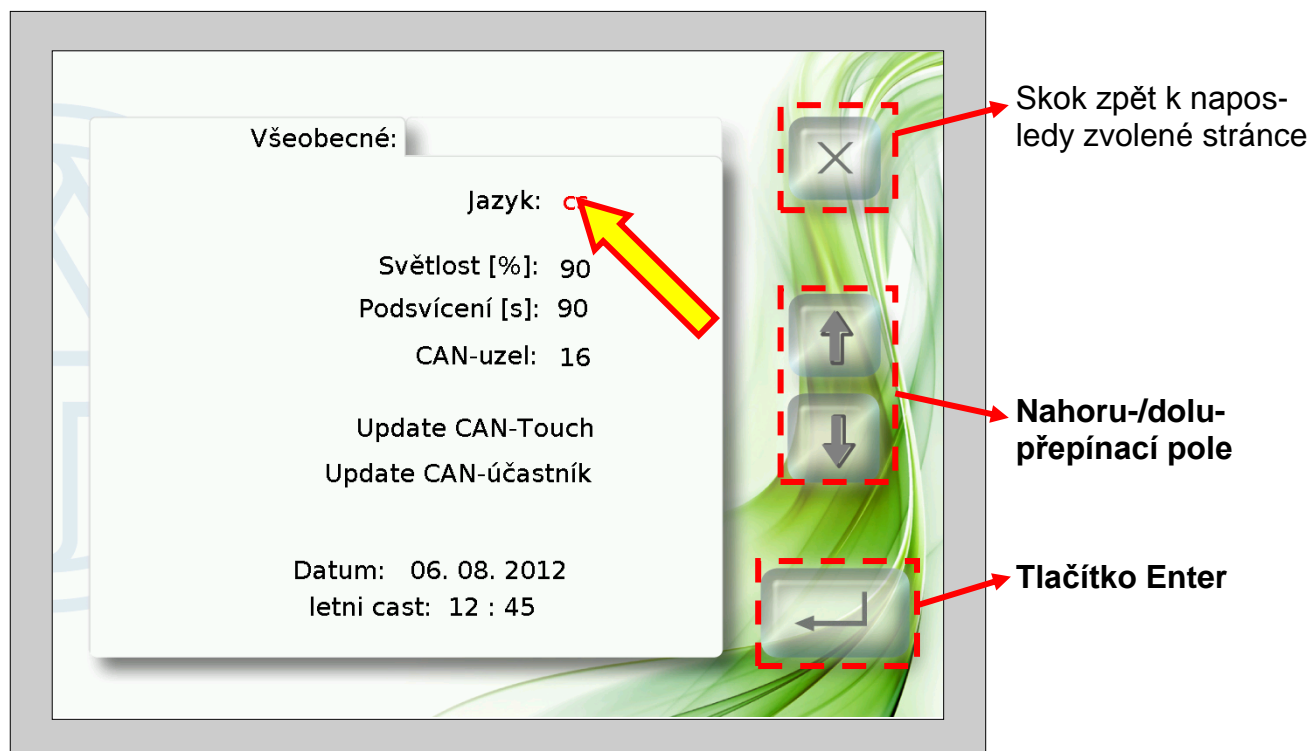 Všeobecné:
Jazyk: cs
Světlost [%]: 90
Podsvícení [s]: 90
CAN-uzel: 16
Update CAN-Touch
Update CAN-účastník
Datum: 06. 08. 2012
letni cast: 12 : 45
Skok zpět k napos-
ledy zvolené stránce
Nahoru-/dolu-
přepínací pole
Tlačítko Enter